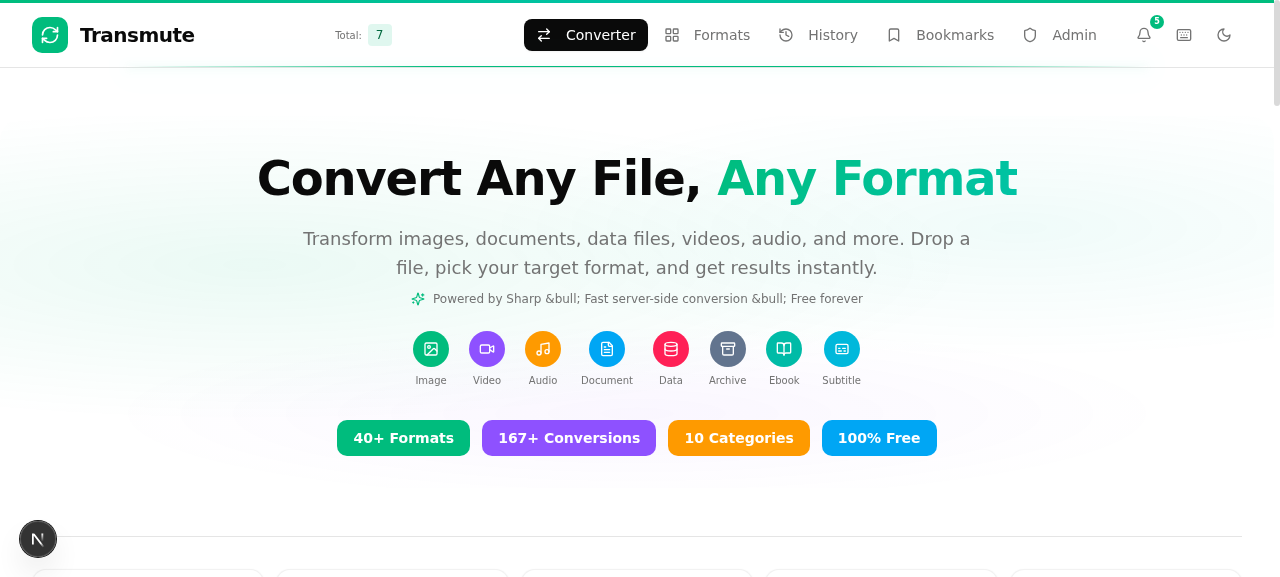 Transmute
Total: 7
Converter
Formats
History
Bookmarks
Admin
5
Convert Any File, Any Format
Transform images, documents, data files, videos, audio, and more. Drop a
file, pick your target format, and get results instantly.
Powered by Sharp &bull; Fast server-side conversion &bull; Free forever
Image
Video
Audio
Document
Data
Archive
Ebook
Subtitle
40+ Formats
167+ Conversions
10 Categories
100% Free
N